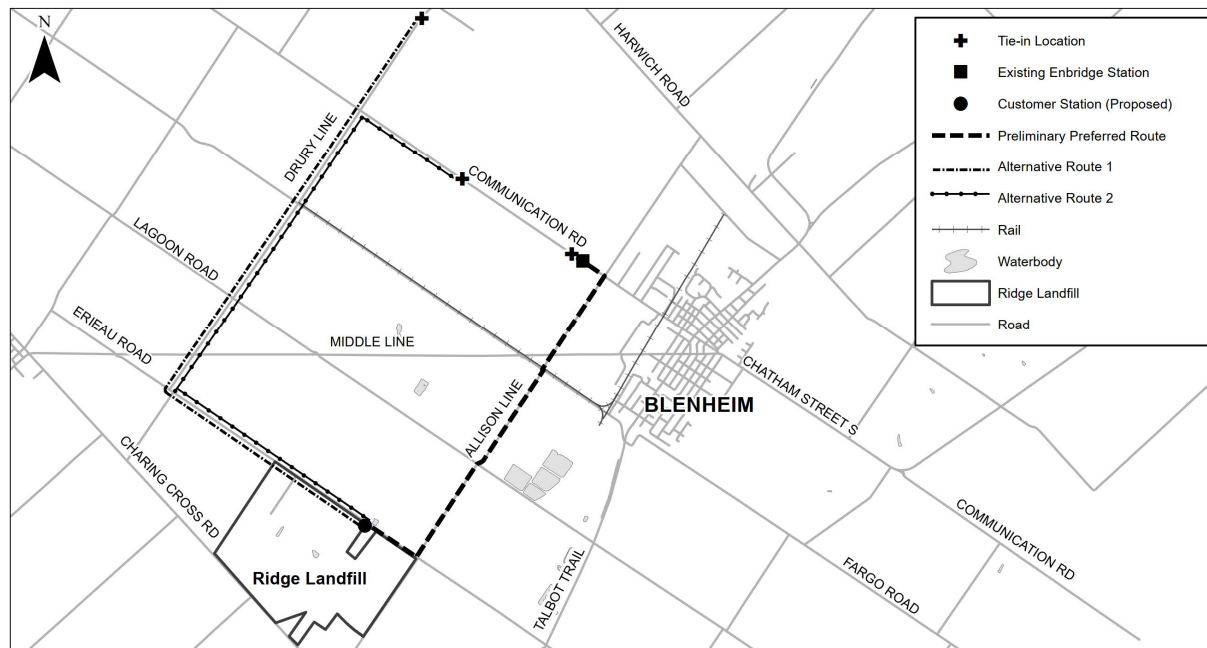 N
HARWICH ROAD
DRURY LINE
COMMUNICATION RD
LAGOON ROAD
ERIEAU ROAD
MIDDLE LINE
ALLISON LINE
CHATHAM STREET S
BLENHEIM
CHARING CROSS RD
COMMUNICATION RD
Ridge Landfill
TALBOT TRAIL
FARGO ROAD
Tie-in Location
Existing Enbridge Station
Customer Station (Proposed)
Preliminary Preferred Route
Alternative Route 1
Alternative Route 2
Rail
Waterbody
Ridge Landfill
Road